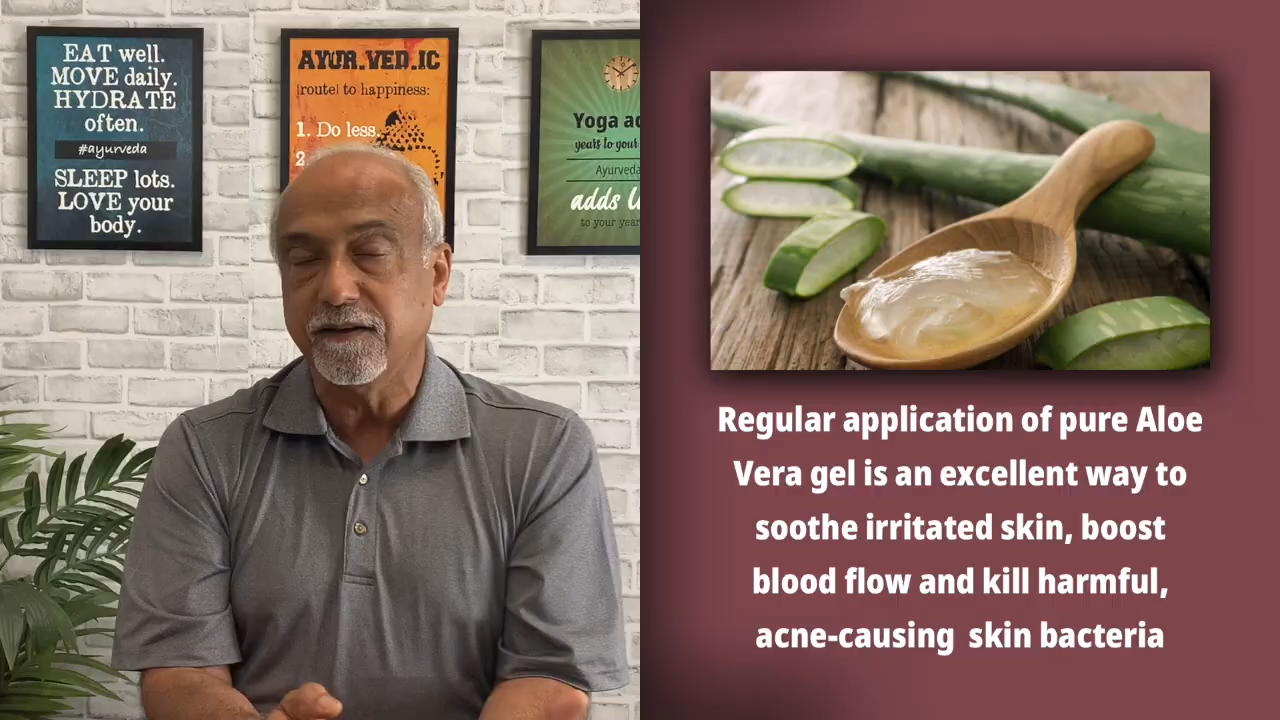 EAT well.
MOVE daily.
HYDRATE
often.
#ayurveda
SLEEP lots.
LOVE your
body.
AYUR.VED.IC
[route] to happiness:
1. Do less.
2
Yoga
years to your
Ayurveda
adds
to your
Regular application of pure Aloe
Vera gel is an excellent way to
soothe irritated skin, boost
blood flow and kill harmful,
acne-causing skin bacteria